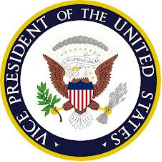 VICE PRESIDENT OF THE UNITED STATES